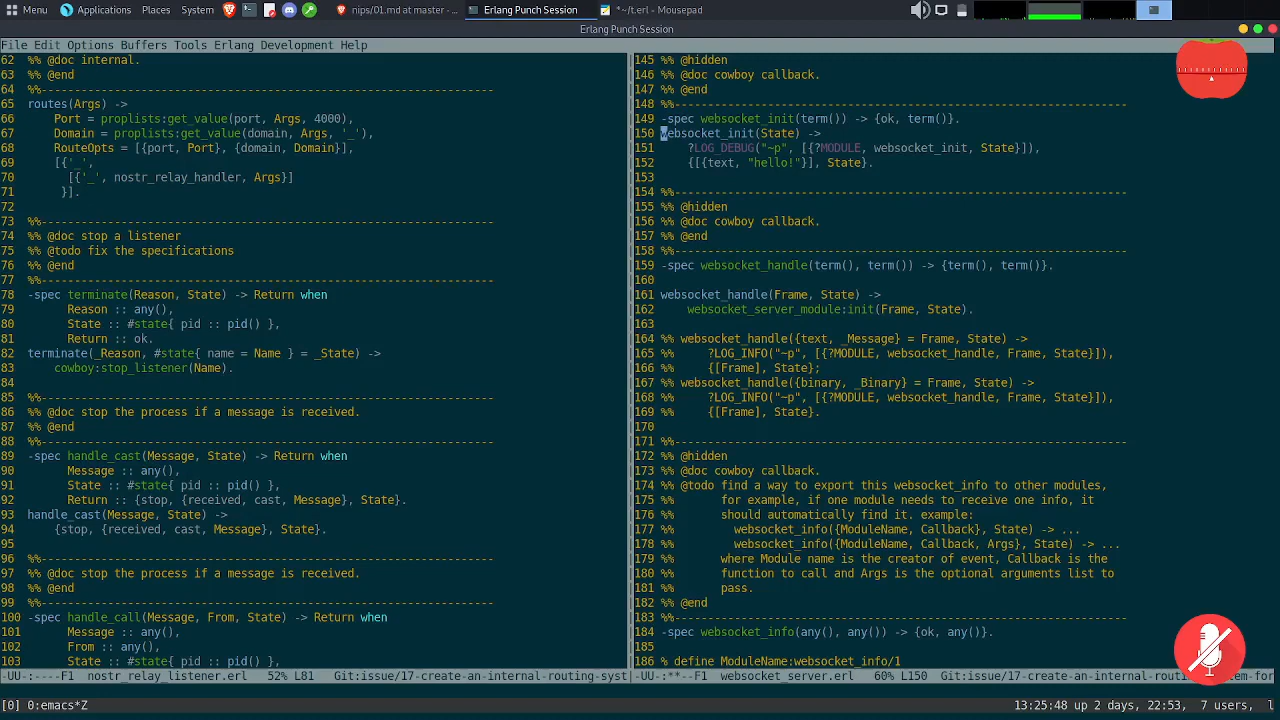 Menu Applications Places System nips/01.md at master - ... Erlang Punch Session *~/t.erl - Mousepad
Erlang Punch Session
File Edit Options Buffers Tools Erlang Development Help
62 %% @doc internal.
63 %% @end
64 %%--------------------------------------------------------------------
65 routes(Args) ->
66     Port = proplists:get_value(port, Args, 4000),
67     Domain = proplists:get_value(domain, Args, '_'),
68     RouteOpts = [{port, Port}, {domain, Domain}],
69     [{'_',
70       [{'_', nostr_relay_handler, Args}]
71      }].
72
73 %%--------------------------------------------------------------------
74 %% @doc stop a listener
75 %% @todo fix the specifications
76 %% @end
77 %%--------------------------------------------------------------------
78 -spec terminate(Reason, State) -> Return when
79       Reason :: any(),
80       State :: #state{ pid :: pid() },
81       Return :: ok.
82 terminate(_Reason, #state{ name = Name } = _State) ->
83     cowboy:stop_listener(Name).
84
85 %%--------------------------------------------------------------------
86 %% @doc stop the process if a message is received.
87 %% @end
88 %%--------------------------------------------------------------------
89 -spec handle_cast(Message, State) -> Return when
90       Message :: any(),
91       State :: #state{ pid :: pid() },
92       Return :: {stop, {received, cast, Message}, State}.
93 handle_cast(Message, State) ->
94     {stop, {received, cast, Message}, State}.
95
96 %%--------------------------------------------------------------------
97 %% @doc stop the process if a message is received.
98 %% @end
99 %%--------------------------------------------------------------------
100 -spec handle_call(Message, From, State) -> Return when
101       Message :: any(),
102       From :: any(),
103       State :: #state{ pid :: pid() },
-UU-:----F1  nostr_relay_listener.erl   52% L81   Git:issue/17-create-an-internal-routing-syst
145 %% @hidden
146 %% @doc cowboy callback.
147 %% @end
148 %%--------------------------------------------------------------------
149 -spec websocket_init(term()) -> {ok, term()}.
150 websocket_init(State) ->
151     ?LOG_DEBUG("~p", [{?MODULE, websocket_init, State}]),
152     {[{text, "hello!"}], State}.
153
154 %%--------------------------------------------------------------------
155 %% @hidden
156 %% @doc cowboy callback.
157 %% @end
158 %%--------------------------------------------------------------------
159 -spec websocket_handle(term(), term()) -> {term(), term()}.
160
161 websocket_handle(Frame, State) ->
162     websocket_server_module:init(Frame, State).
163
164 %% websocket_handle({text, _Message} = Frame, State) ->
165 %%     ?LOG_INFO("~p", [{?MODULE, websocket_handle, Frame, State}]),
166 %%     {[Frame], State};
167 %% websocket_handle({binary, _Binary} = Frame, State) ->
168 %%     ?LOG_INFO("~p", [{?MODULE, websocket_handle, Frame, State}]),
169 %%     {[Frame], State}.
170
171 %%--------------------------------------------------------------------
172 %% @hidden
173 %% @doc cowboy callback.
174 %% @todo find a way to export this websocket_info to other modules,
175 %%       for example, if one module needs to receive one info, it
176 %%       should automatically find it. example:
177 %%         websocket_info({ModuleName, Callback}, State) -> ...
178 %%         websocket_info({ModuleName, Callback, Args}, State) -> ...
179 %%       where Module name is the creator of event, Callback is the
180 %%       function to call and Args is the optional arguments list to
181 %%       pass.
182 %% @end
183 %%--------------------------------------------------------------------
184 -spec websocket_info(any(), any()) -> {ok, any()}.
185
186 % define ModuleName:websocket_info/1
-UU-:**--F1  websocket_server.erl   60% L150   Git:issue/17-create-an-internal-routi
[0] 0:emacs*Z 13:25:48 up 2 days, 22:53, 7 users, l